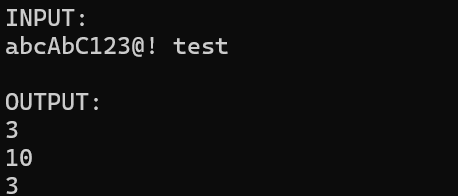 INPUT:
abcAbC123@! test
OUTPUT:
3
10
3